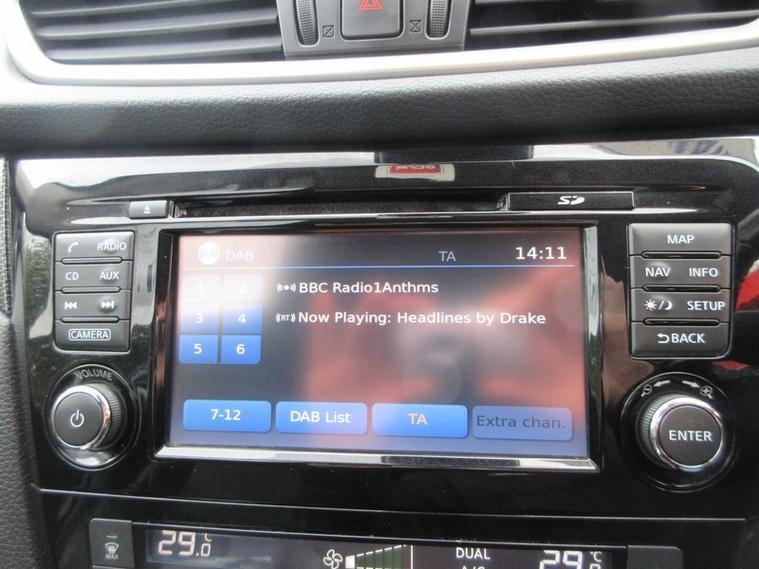 SD
DAB TA 14:11
1 2 BBC Radio1Anthms
3 4 (RT) Now Playing: Headlines by Drake
5 6
7-12 DAB List TA Extra chan.
RADIO
CD AUX
CAMERA
VOLUME
MAP
NAV INFO
SETUP
BACK
ENTER
MAX
29.0 °C
DUAL
A/C
29 °C